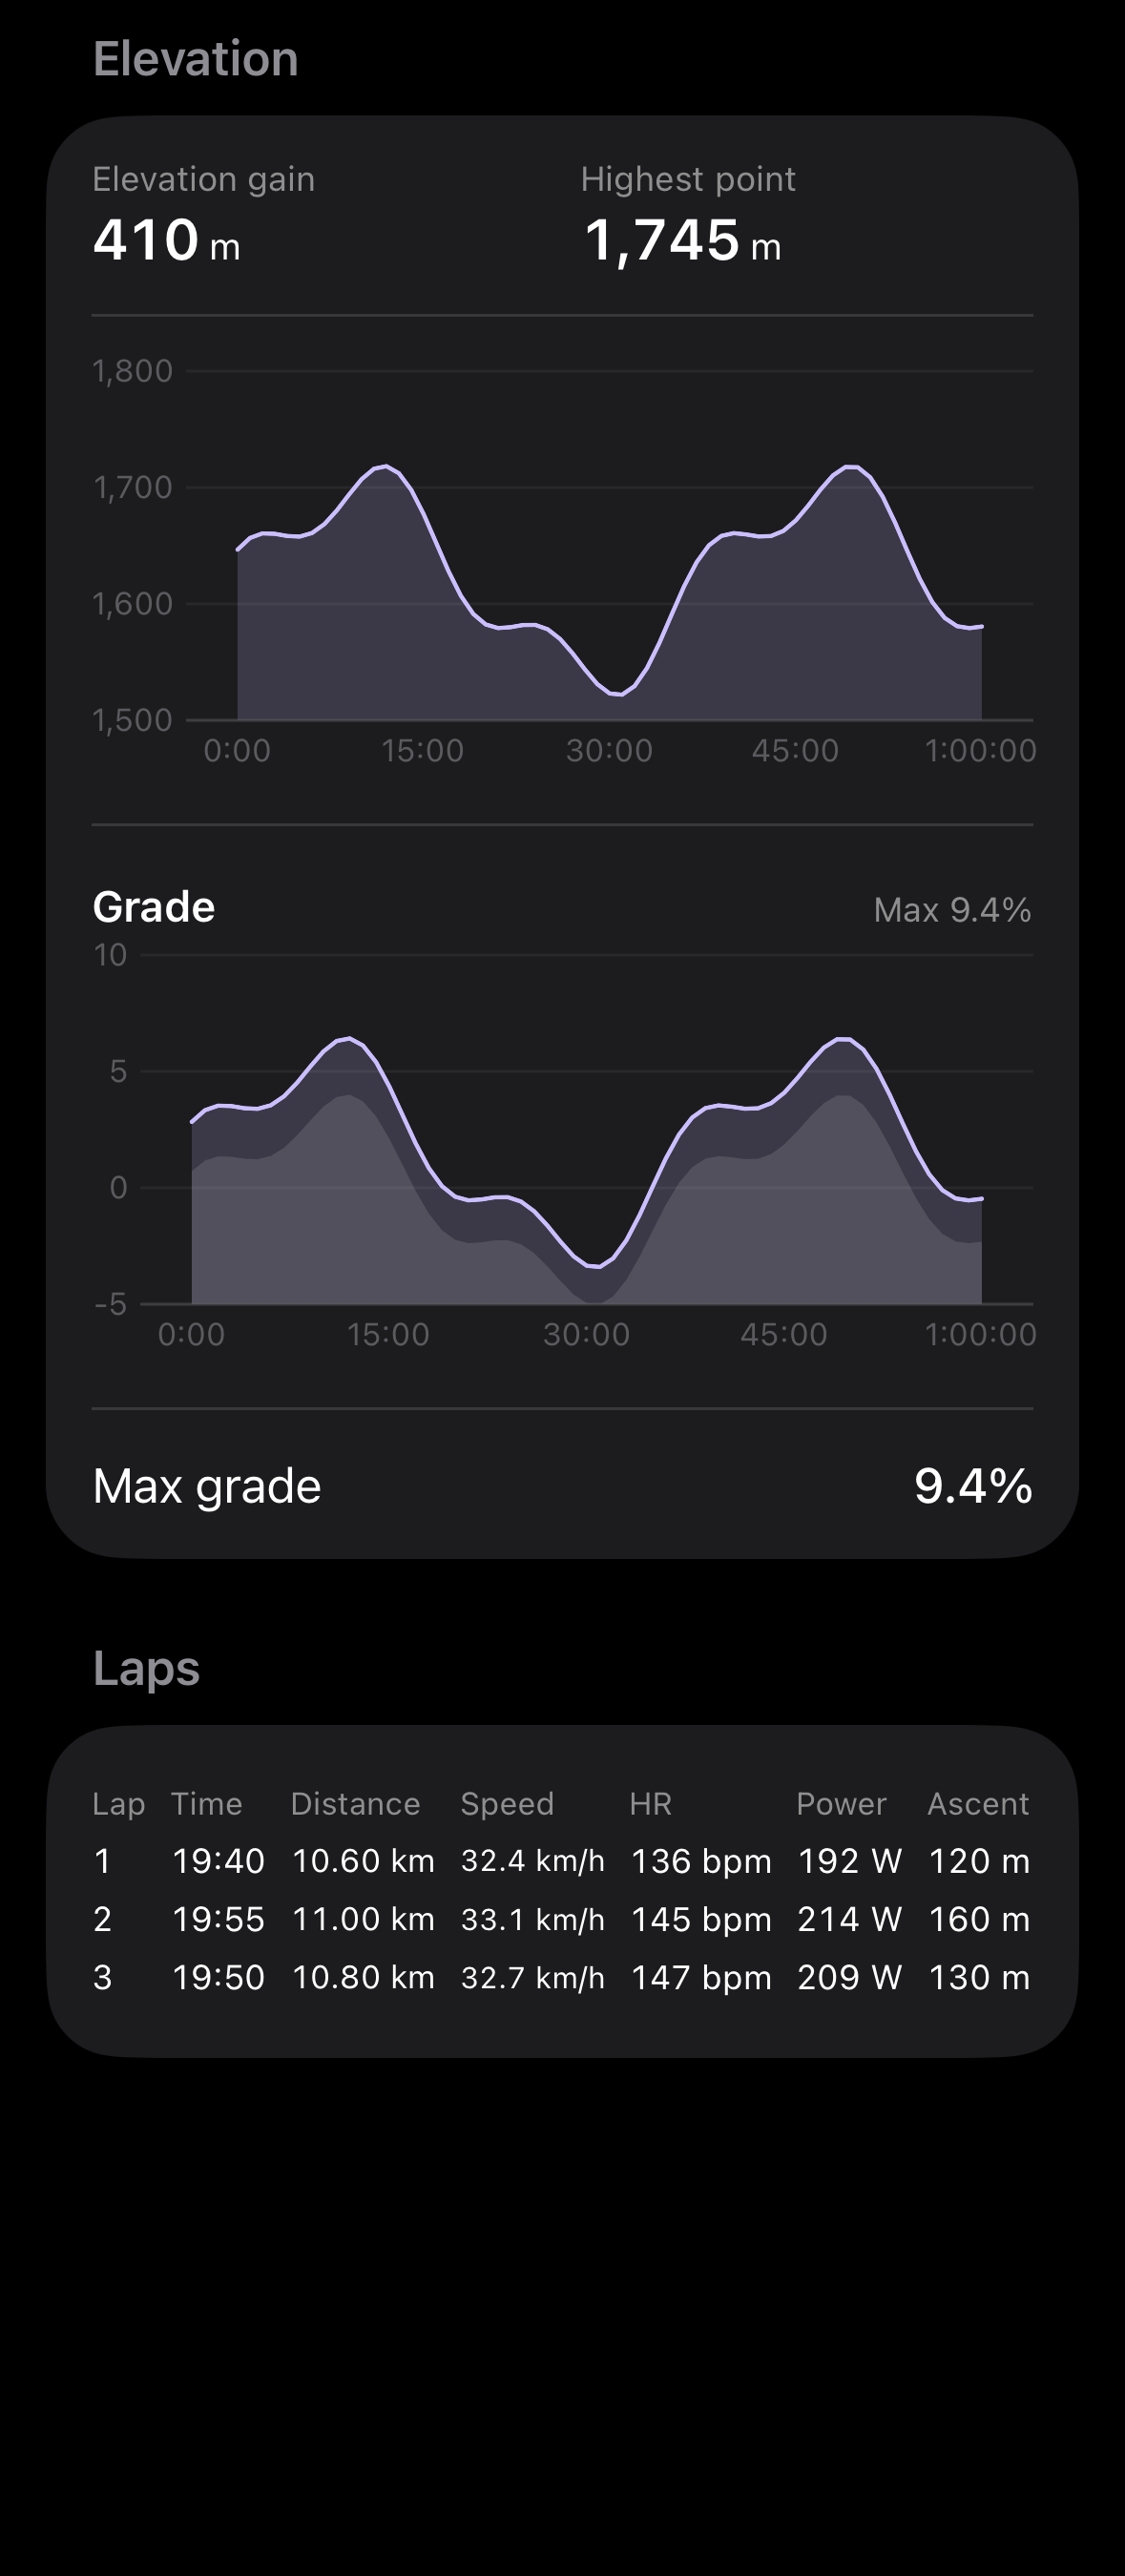 Elevation
Elevation gain Highest point
410 m 1,745 m
1,800
1,700
1,600
1,500
0:00 15:00 30:00 45:00 1:00:00
Grade Max 9.4%
10
5
0
-5
0:00 15:00 30:00 45:00 1:00:00
Max grade 9.4%
Laps
Lap Time Distance Speed HR Power Ascent
1 19:40 10.60 km 32.4 km/h 136 bpm 192 W 120 m
2 19:55 11.00 km 33.1 km/h 145 bpm 214 W 160 m
3 19:50 10.80 km 32.7 km/h 147 bpm 209 W 130 m